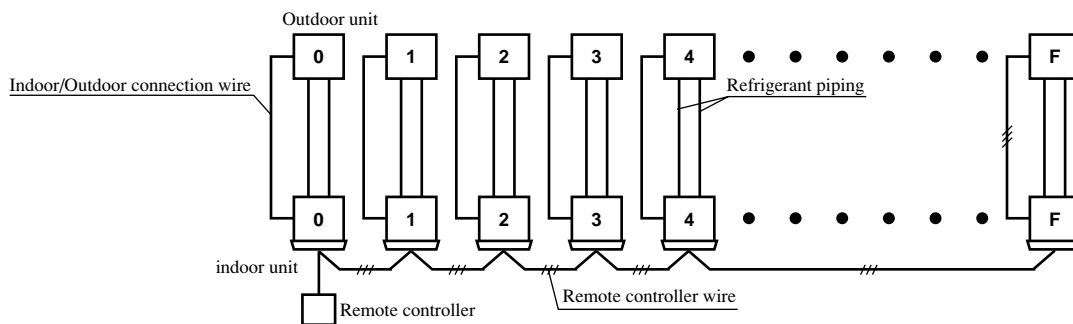 Outdoor unit
0 1 2 3 4 F
Indoor/Outdoor connection wire
Refrigerant piping
0 1 2 3 4 F
indoor unit
Remote controller wire
Remote controller